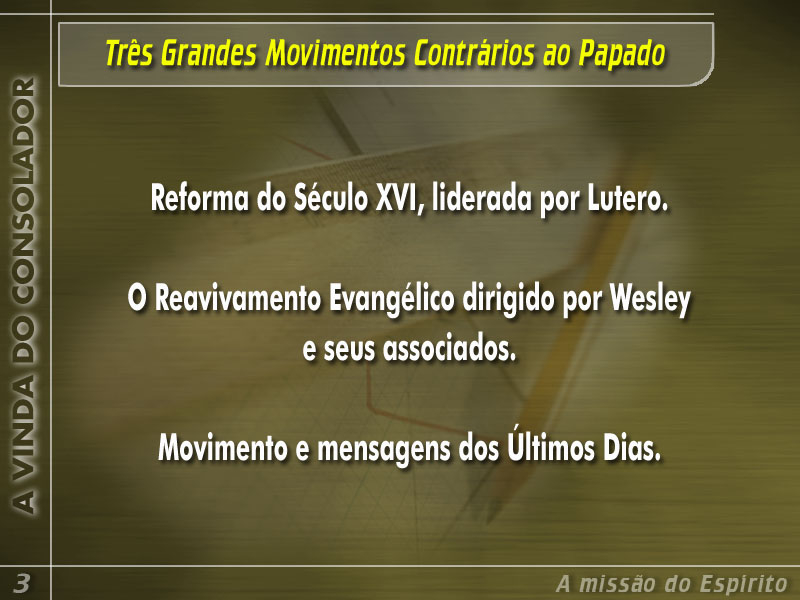 Três Grandes Movimentos Contrários ao Papado
A VINDA DO CONSOLADOR
Reforma do Século XVI, liderada por Lutero.
O Reavivamento Evangélico dirigido por Wesley
e seus associados.
Movimento e mensagens dos Últimos Dias.
3
A missão do Espírito